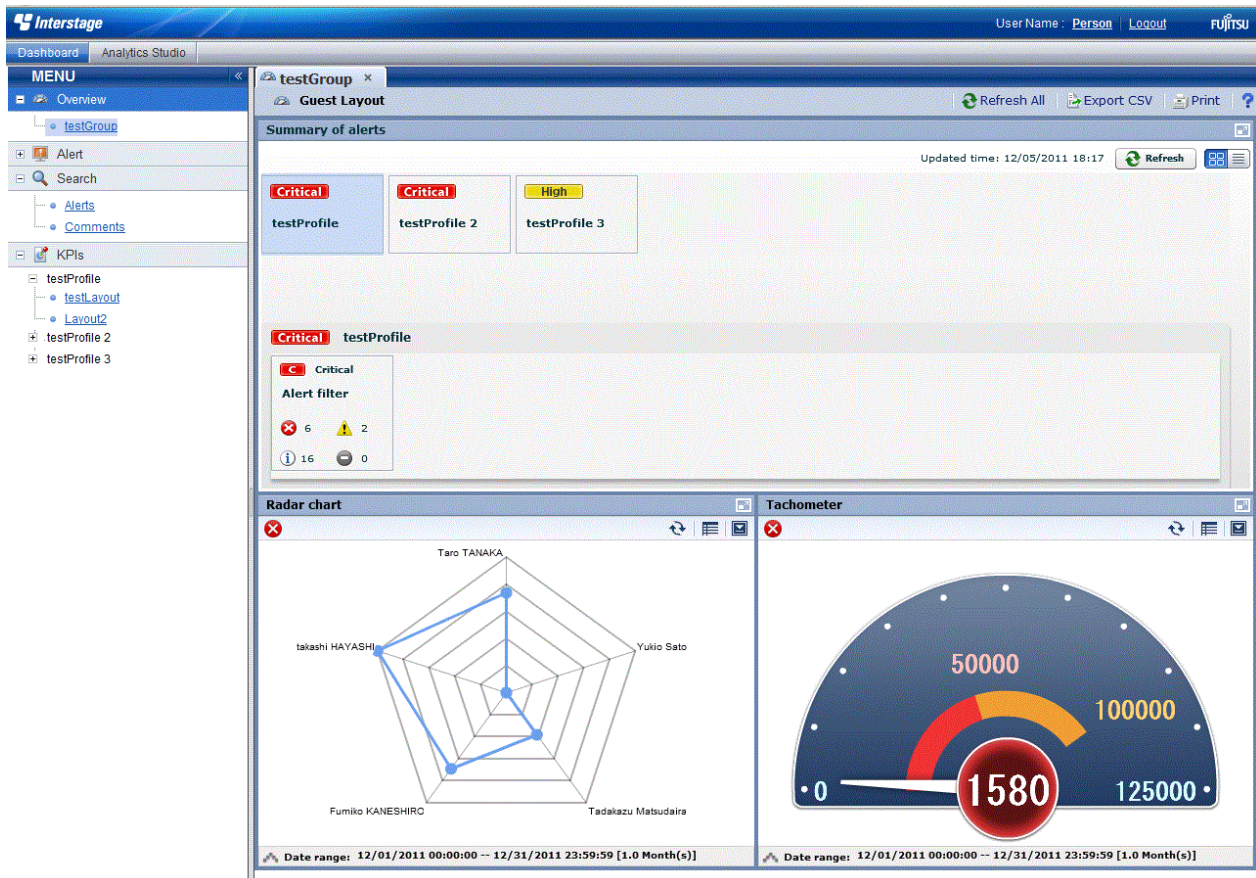 Interstage
User Name : Person Logout FUJITSU
Dashboard Analytics Studio
MENU «
Overview
testGroup
Alert
Search
Alerts
Comments
KPIs
testProfile
testLayout
Layout2
testProfile 2
testProfile 3
testGroup ×
Guest Layout
Refresh All Export CSV Print ?
Summary of alerts
Updated time: 12/05/2011 18:17 Refresh
Critical Critical High
testProfile testProfile 2 testProfile 3
Critical testProfile
C Critical
Alert filter
6 2
16 0
Radar chart
Taro TANAKA
takashi HAYASHI Yukio Sato
Fumiko KANESHIRO Tadakazu Matsudaira
Date range: 12/01/2011 00:00:00 -- 12/31/2011 23:59:59 [1.0 Month(s)]
Tachometer
50000
100000
0 1580 125000
Date range: 12/01/2011 00:00:00 -- 12/31/2011 23:59:59 [1.0 Month(s)]